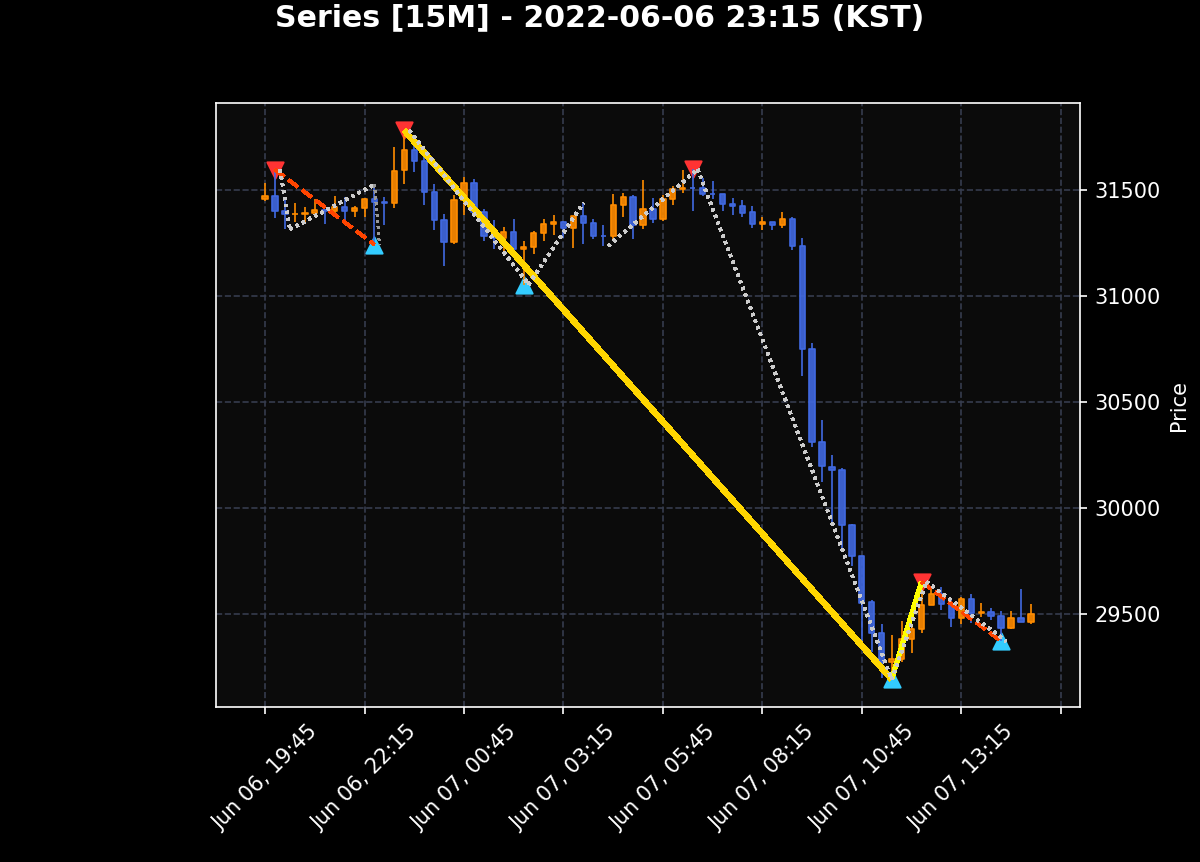 Series [15M] - 2022-06-06 23:15 (KST)
31500
31000
30500
30000
29500
Price
Jun 06, 19:45
Jun 06, 22:15
Jun 07, 00:45
Jun 07, 03:15
Jun 07, 05:45
Jun 07, 08:15
Jun 07, 10:45
Jun 07, 13:15